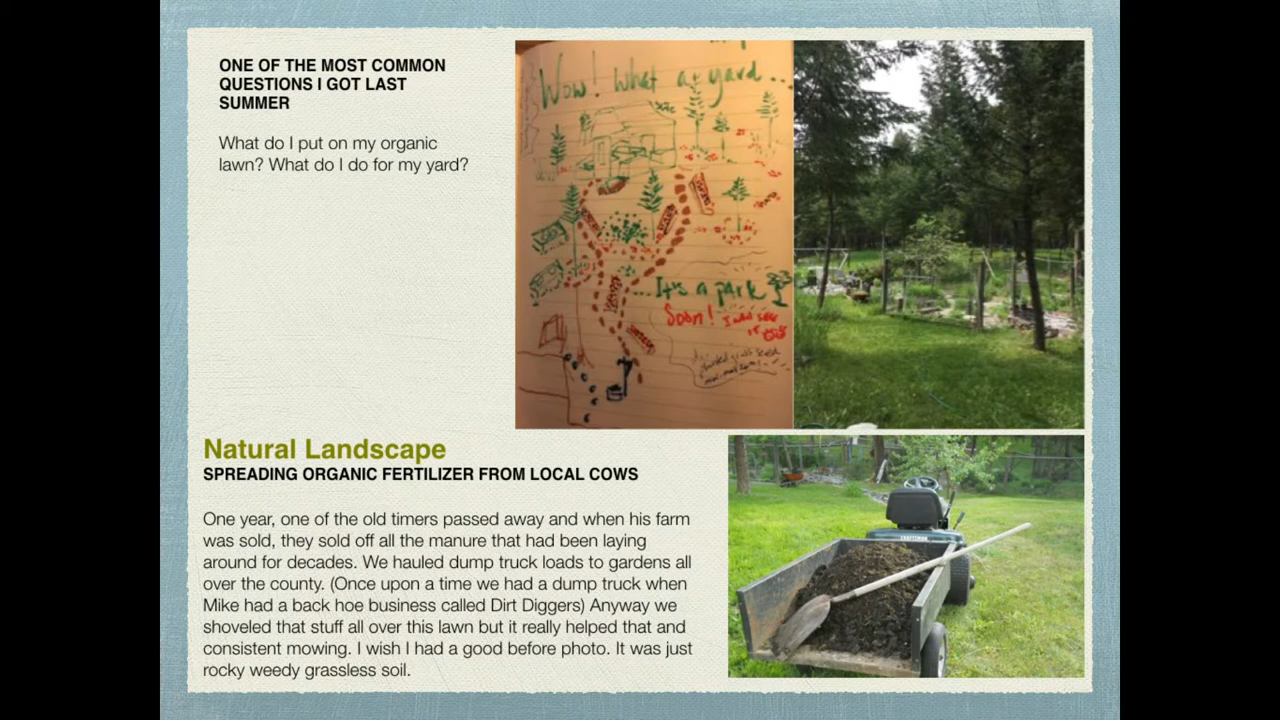 ONE OF THE MOST COMMON
QUESTIONS I GOT LAST
SUMMER
What do I put on my organic
lawn? What do I do for my yard?
Wow! What a yard...
...It's a park
Soon!
Natural Landscape
SPREADING ORGANIC FERTILIZER FROM LOCAL COWS
One year, one of the old timers passed away and when his farm
was sold, they sold off all the manure that had been laying
around for decades. We hauled dump truck loads to gardens all
over the county. (Once upon a time we had a dump truck when
Mike had a back hoe business called Dirt Diggers) Anyway we
shoveled that stuff all over this lawn but it really helped that and
consistent mowing. I wish I had a good before photo. It was just
rocky weedy grassless soil.
CRAFTSMAN